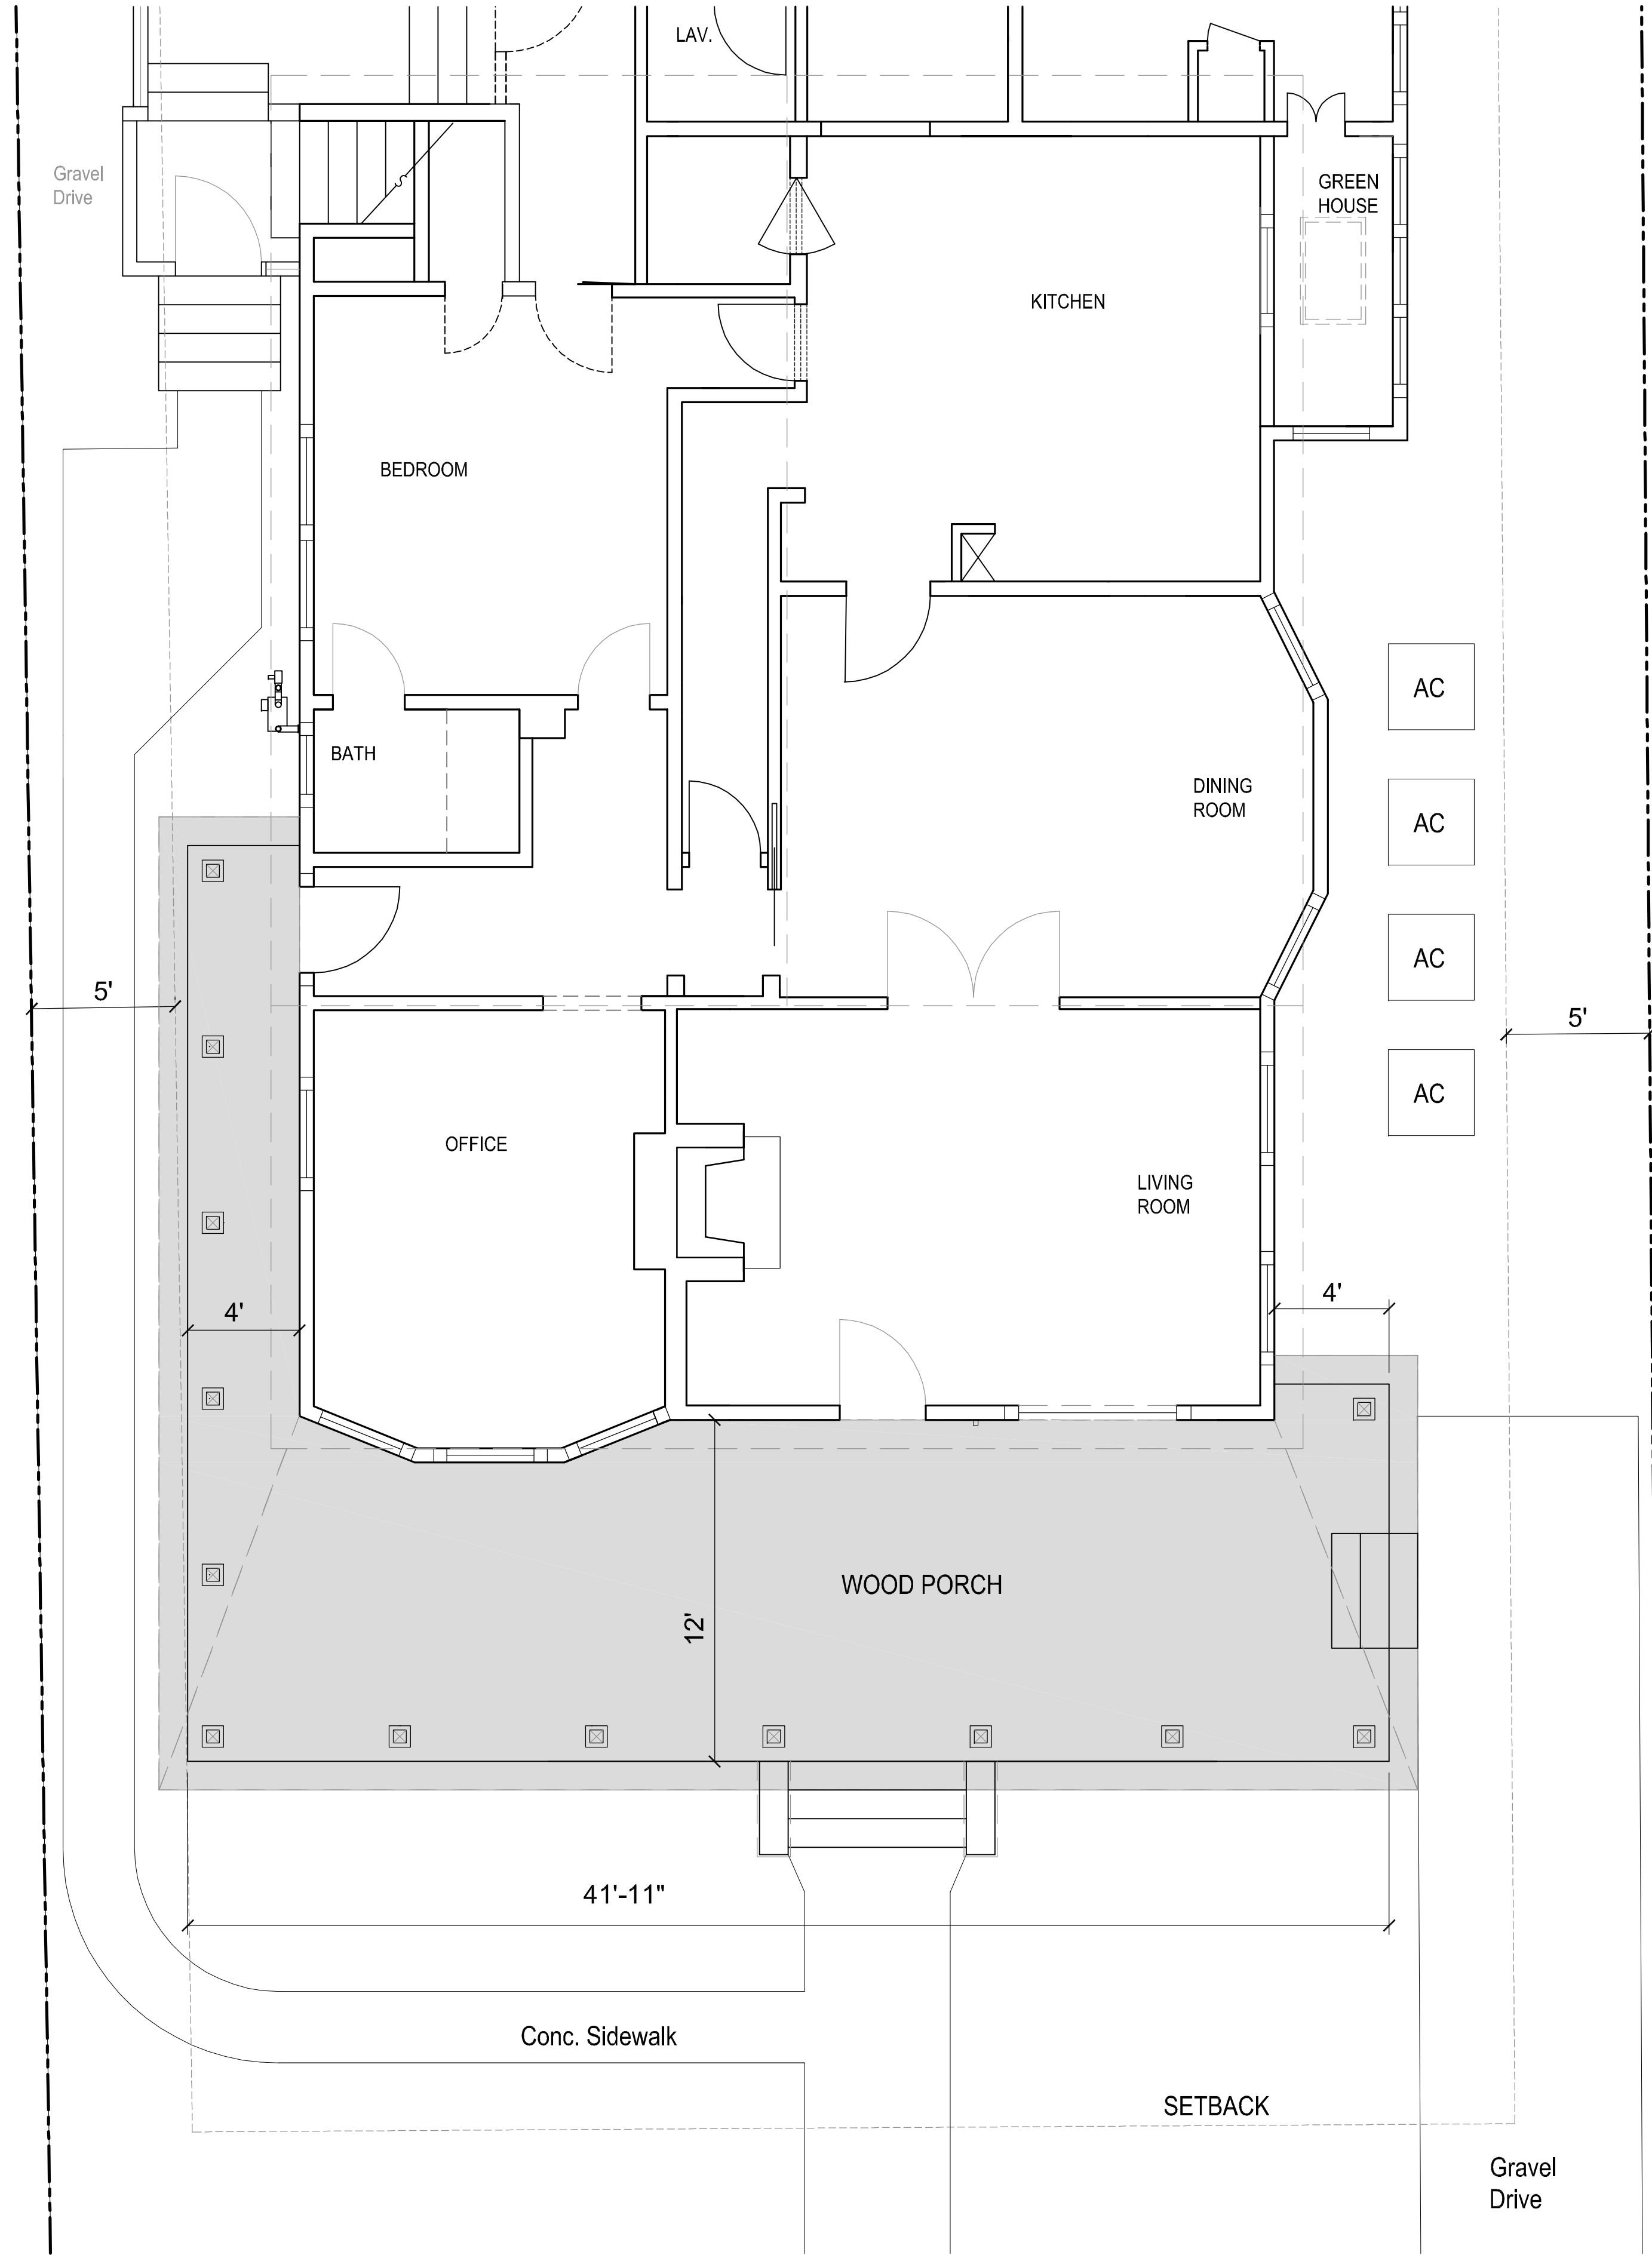 LAV.
Gravel
Drive
GREEN
HOUSE
KITCHEN
BEDROOM
AC
BATH
DINING
ROOM
AC
AC
5'
5'
AC
OFFICE
LIVING
ROOM
4'
4'
WOOD PORCH
12'
41'-11"
Conc. Sidewalk
SETBACK
Gravel
Drive